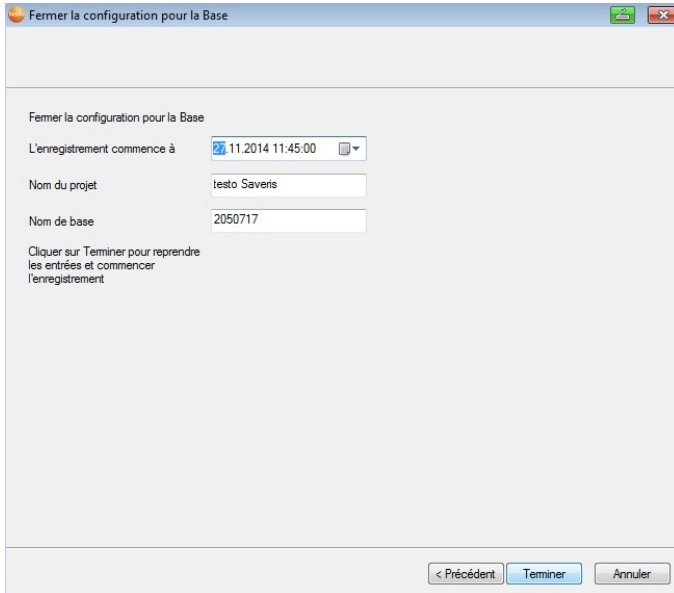 Fermer la configuration pour la Base
Fermer la configuration pour la Base
L'enregistrement commence à
27.11.2014 11:45:00
Nom du projet
testo Saveris
Nom de base
2050717
Cliquer sur Terminer pour reprendre
les entrées et commencer
l'enregistrement
< Précédent
Terminer
Annuler